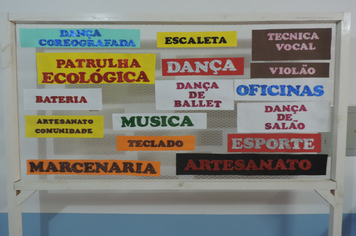 DANÇA
COREOGRAFADA
ESCALETA
TECNICA
VOCAL
PATRULHA
ECOLÓGICA
DANÇA
VIOLÃO
BATERIA
DANÇA
DE
BALLET
OFICINAS
ARTESANATO
COMUNIDADE
MUSICA
DANÇA
DE
SALÃO
TECLADO
ESPORTE
MARCENARIA
ARTESANATO